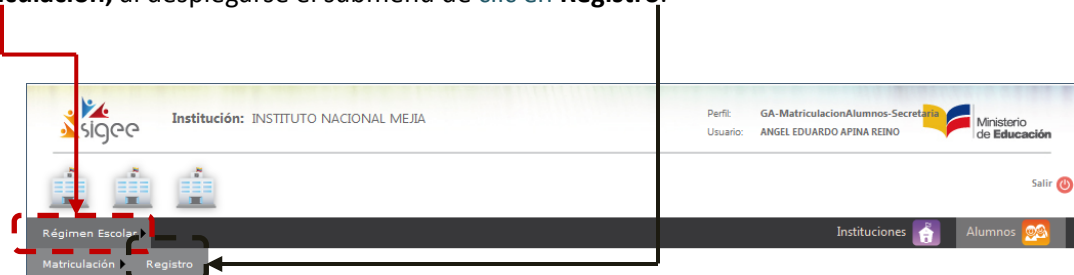 culación, al desplegarse el submenú de clic en Registro.
sigee
Institución: INSTITUTO NACIONAL MEJIA
Perfil: GA-MatriculacionAlumnos-Secretaria
Usuario: ANGEL EDUARDO APINA REINO
Ministerio
de Educación
Salir
Régimen Escolar
Instituciones
Alumnos
Matriculación
Registro